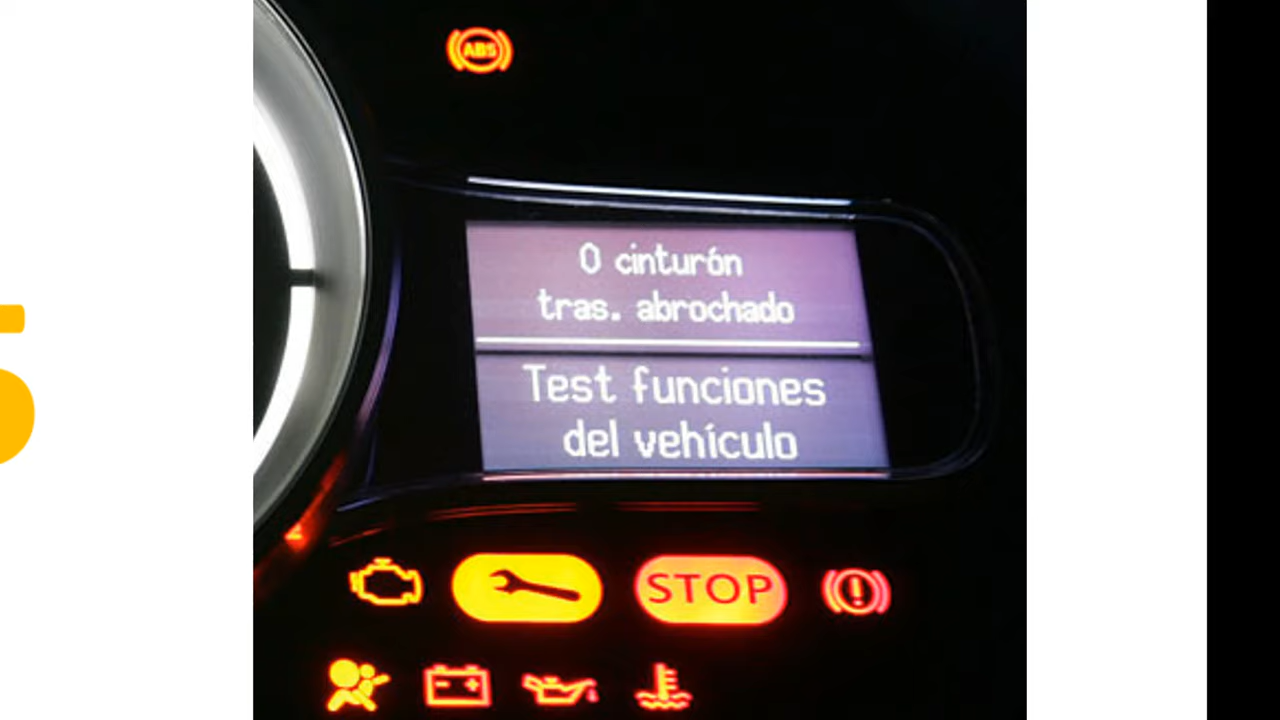 ABS
0 cinturón
tras. abrochado
Test funciones
del vehículo
STOP